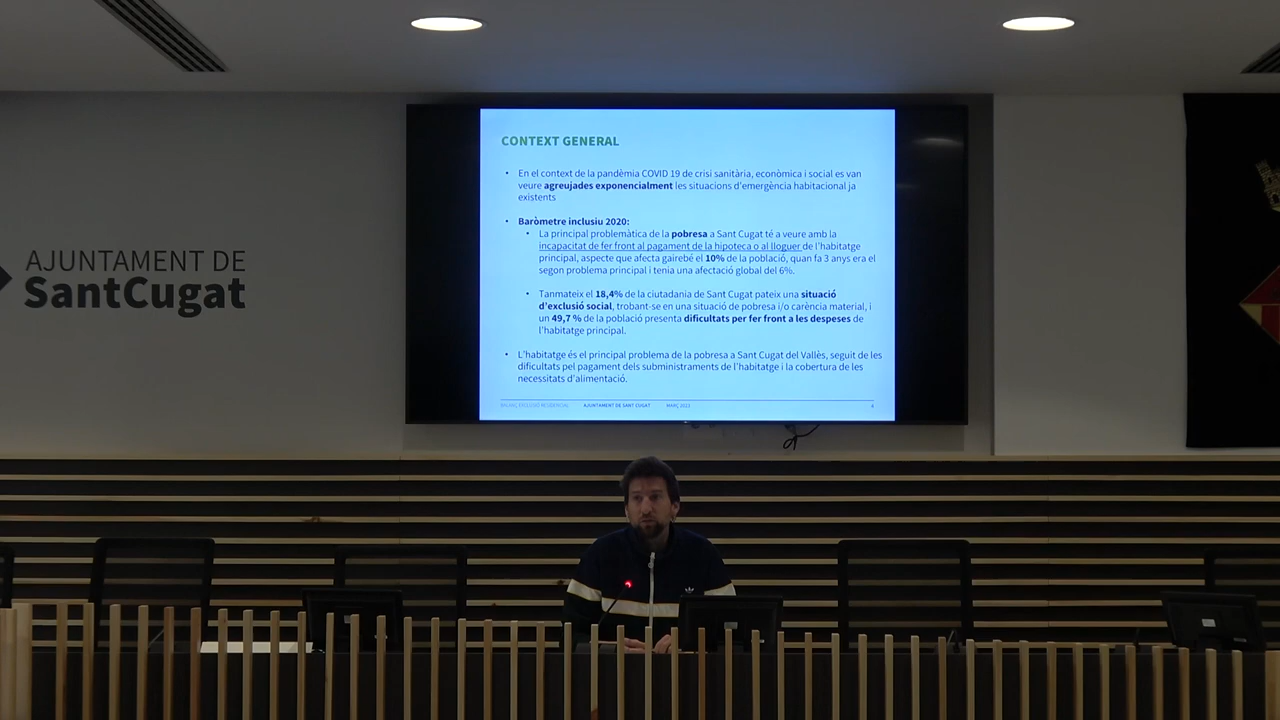 AJUNTAMENT DE
SantCugat
CONTEXT GENERAL
• En el context de la pandèmia COVID 19 de crisi sanitària, econòmica i social es van
veure agreujades exponencialment les situacions d'emergència habitacional ja
existents
• Baròmetre inclusiu 2020:
• La principal problemàtica de la pobresa a Sant Cugat té a veure amb la
incapacitat de fer front al pagament de la hipoteca o al lloguer de l'habitatge
principal, aspecte que afecta gairebé el 10% de la població, quan fa 3 anys era el
segon problema principal i tenia una afectació global del 6%.
• Tanmateix el 18,4% de la ciutadania de Sant Cugat pateix una situació
d'exclusió social, trobant-se en una situació de pobresa i/o carència material, i
un 49,7 % de la població presenta dificultats per fer front a les despeses de
l'habitatge principal.
• L'habitatge és el principal problema de la pobresa a Sant Cugat del Vallès, seguit de les
dificultats pel pagament dels subministraments de l'habitatge i la cobertura de les
necessitats d'alimentació.
BALANÇ EXCLUSIÓ RESIDENCIAL AJUNTAMENT DE SANT CUGAT MARÇ 2023